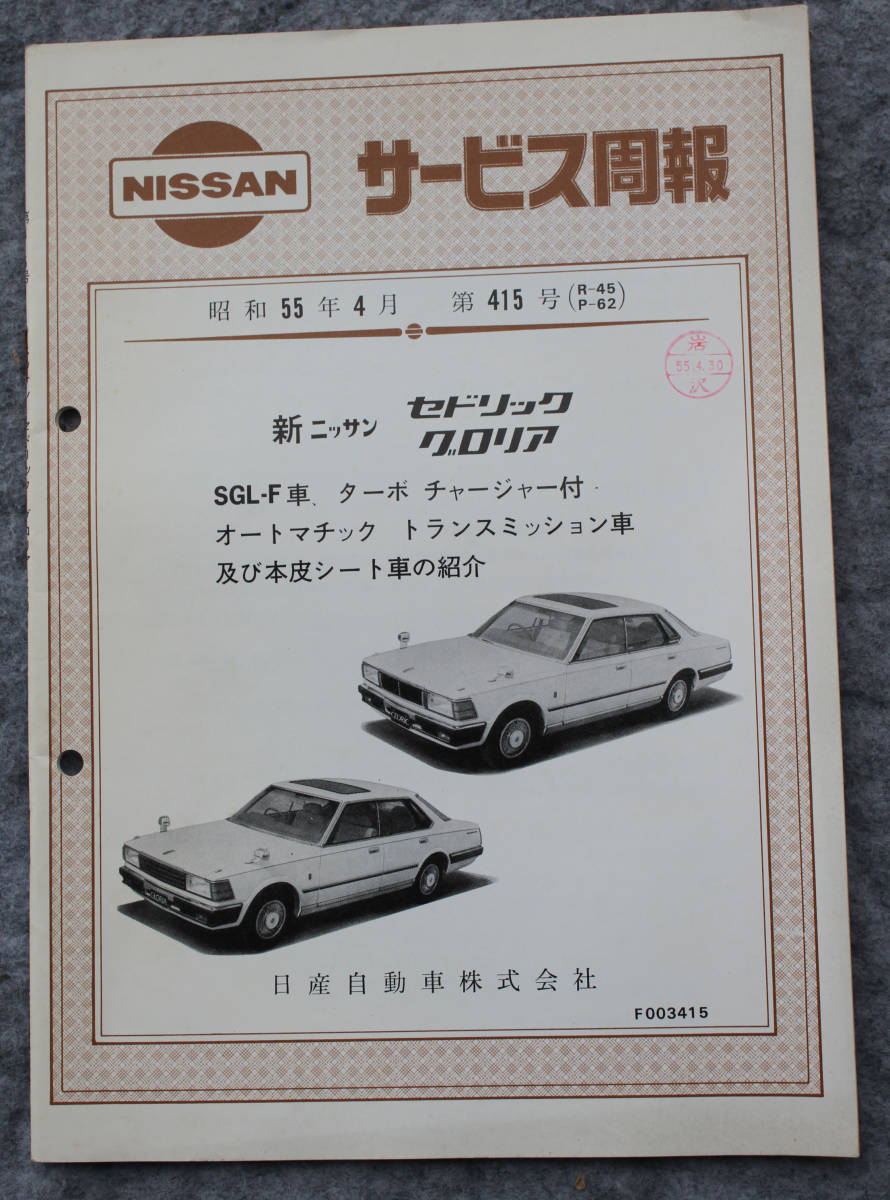 NISSAN
サービス周報
昭和55年4月 第415号(R-45 P-62)
岩
55.4.30
沢
新ニッサン セドリック
グロリア
SGL-F車、ターボ チャージャー付
オートマチック トランスミッション車
及び本皮シート車の紹介
CEDRIC
GLORIA
日産自動車株式会社
F003415